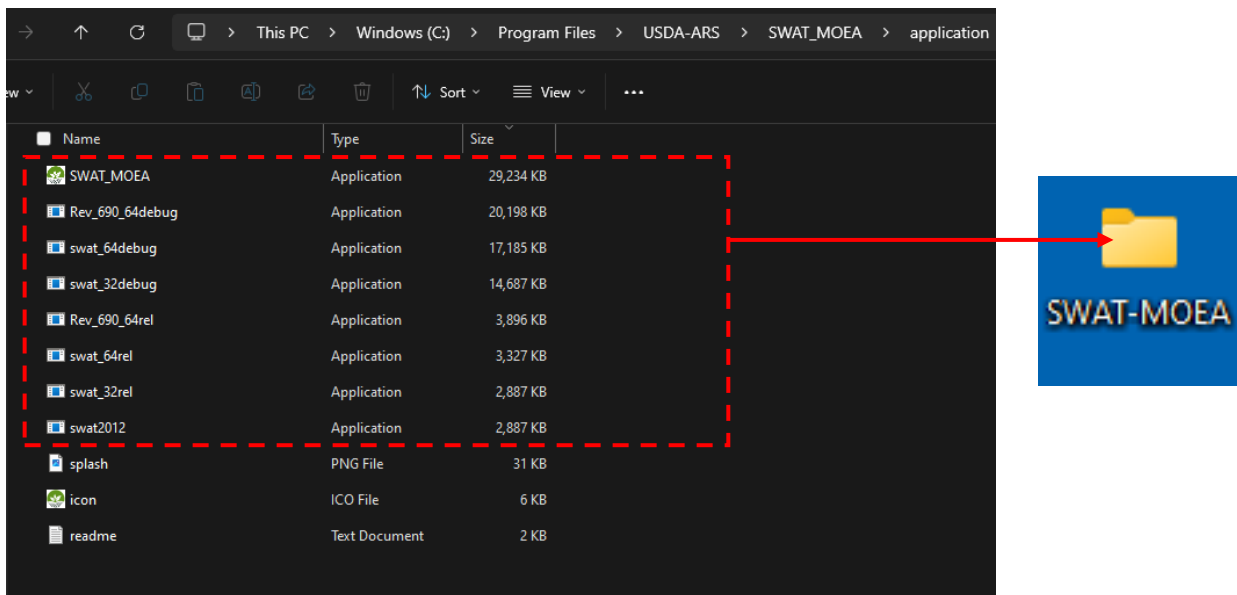 This PC > Windows (C:) > Program Files > USDA-ARS > SWAT_MOEA > application
ew Sort View ...
Name Type Size
SWAT_MOEA Application 29,234 KB
Rev_690_64debug Application 20,198 KB
swat_64debug Application 17,185 KB
swat_32debug Application 14,687 KB
Rev_690_64rel Application 3,896 KB
swat_64rel Application 3,327 KB
swat_32rel Application 2,887 KB
swat2012 Application 2,887 KB
splash PNG File 31 KB
icon ICO File 6 KB
readme Text Document 2 KB
SWAT-MOEA